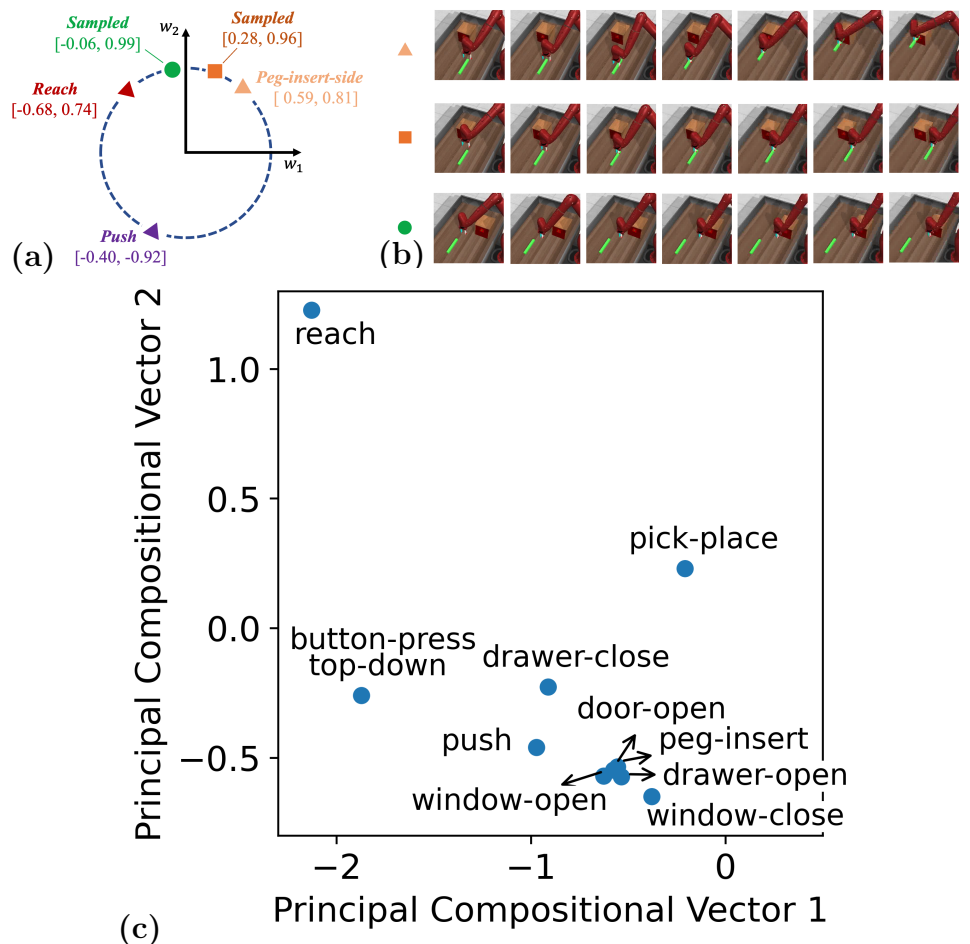 w₂
Sampled
[-0.06, 0.99]
Sampled
[0.28, 0.96]
Reach
[-0.68, 0.74]
Peg-insert-side
[ 0.59, 0.81]
w₁
Push
[-0.40, -0.92]
(a)
(b)
Principal Compositional Vector 2
1.0
0.5
0.0
−0.5
reach
pick-place
button-press
top-down
drawer-close
door-open
push
peg-insert
drawer-open
window-open
window-close
−2
−1
0
Principal Compositional Vector 1
(c)